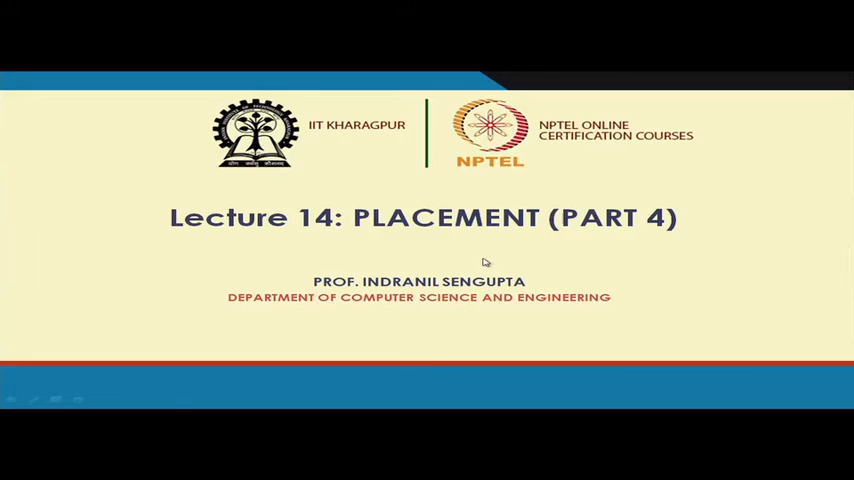 IIT KHARAGPUR
NPTEL
NPTEL ONLINE
CERTIFICATION COURSES
Lecture 14: PLACEMENT (PART 4)
PROF. INDRANIL SENGUPTA
DEPARTMENT OF COMPUTER SCIENCE AND ENGINEERING